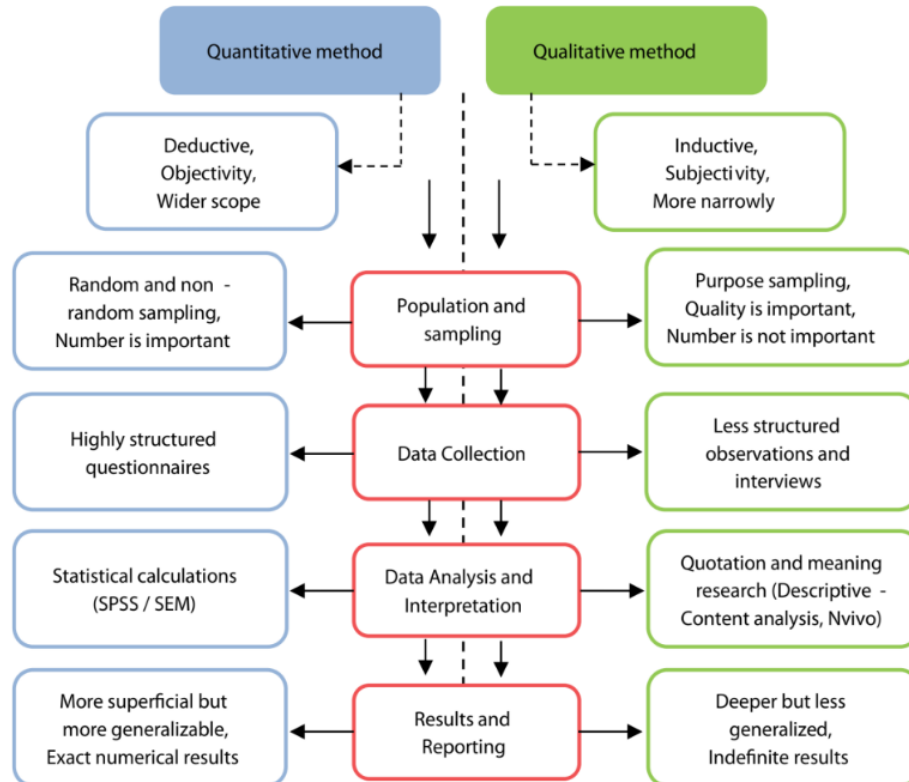 Quantitative method
Qualitative method
Deductive,
Objectivity,
Wider scope
Inductive,
Subjectivity,
More narrowly
Random and non -
random sampling,
Number is important
Population and
sampling
Purpose sampling,
Quality is important,
Number is not important
Highly structured
questionnaires
Data Collection
Less structured
observations and
interviews
Statistical calculations
(SPSS / SEM)
Data Analysis and
Interpretation
Quotation and meaning
research (Descriptive -
Content analysis, Nvivo)
More superficial but
more generalizable,
Exact numerical results
Results and
Reporting
Deeper but less
generalized,
Indefinite results